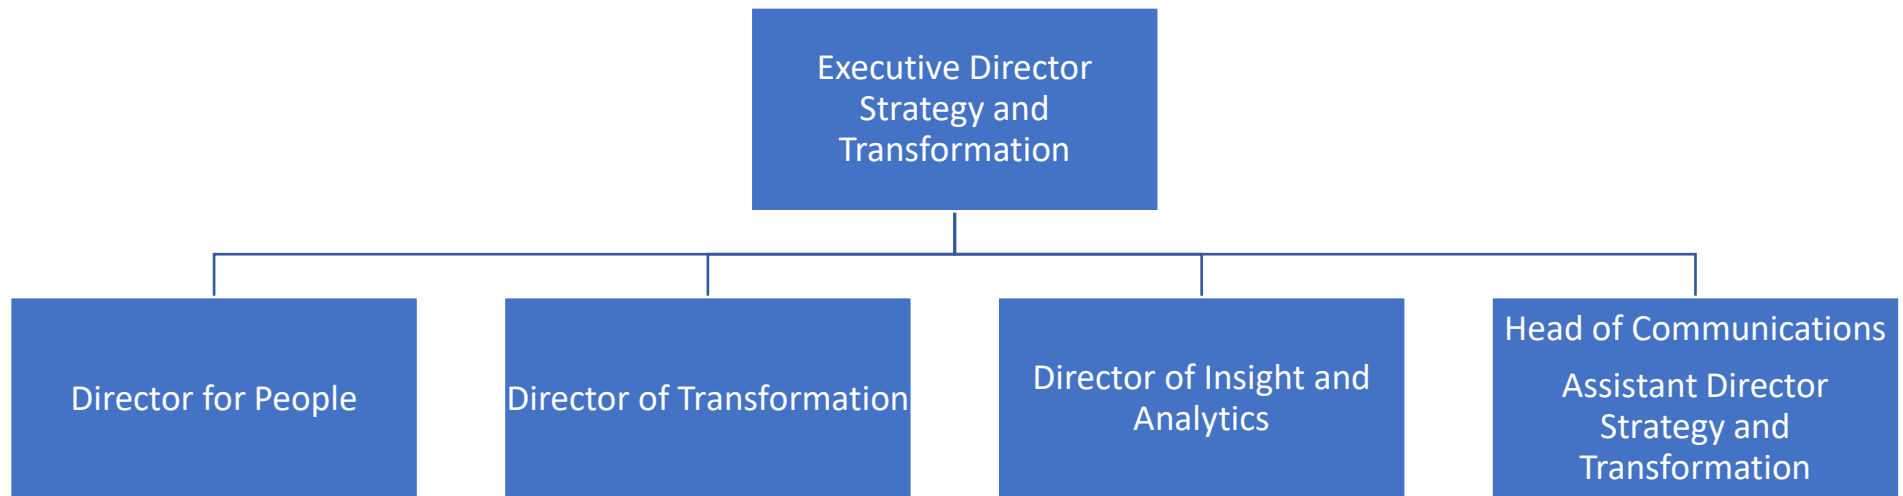 Executive Director
Strategy and
Transformation
Director for People
Director of Transformation
Director of Insight and
Analytics
Head of Communications
Assistant Director
Strategy and
Transformation